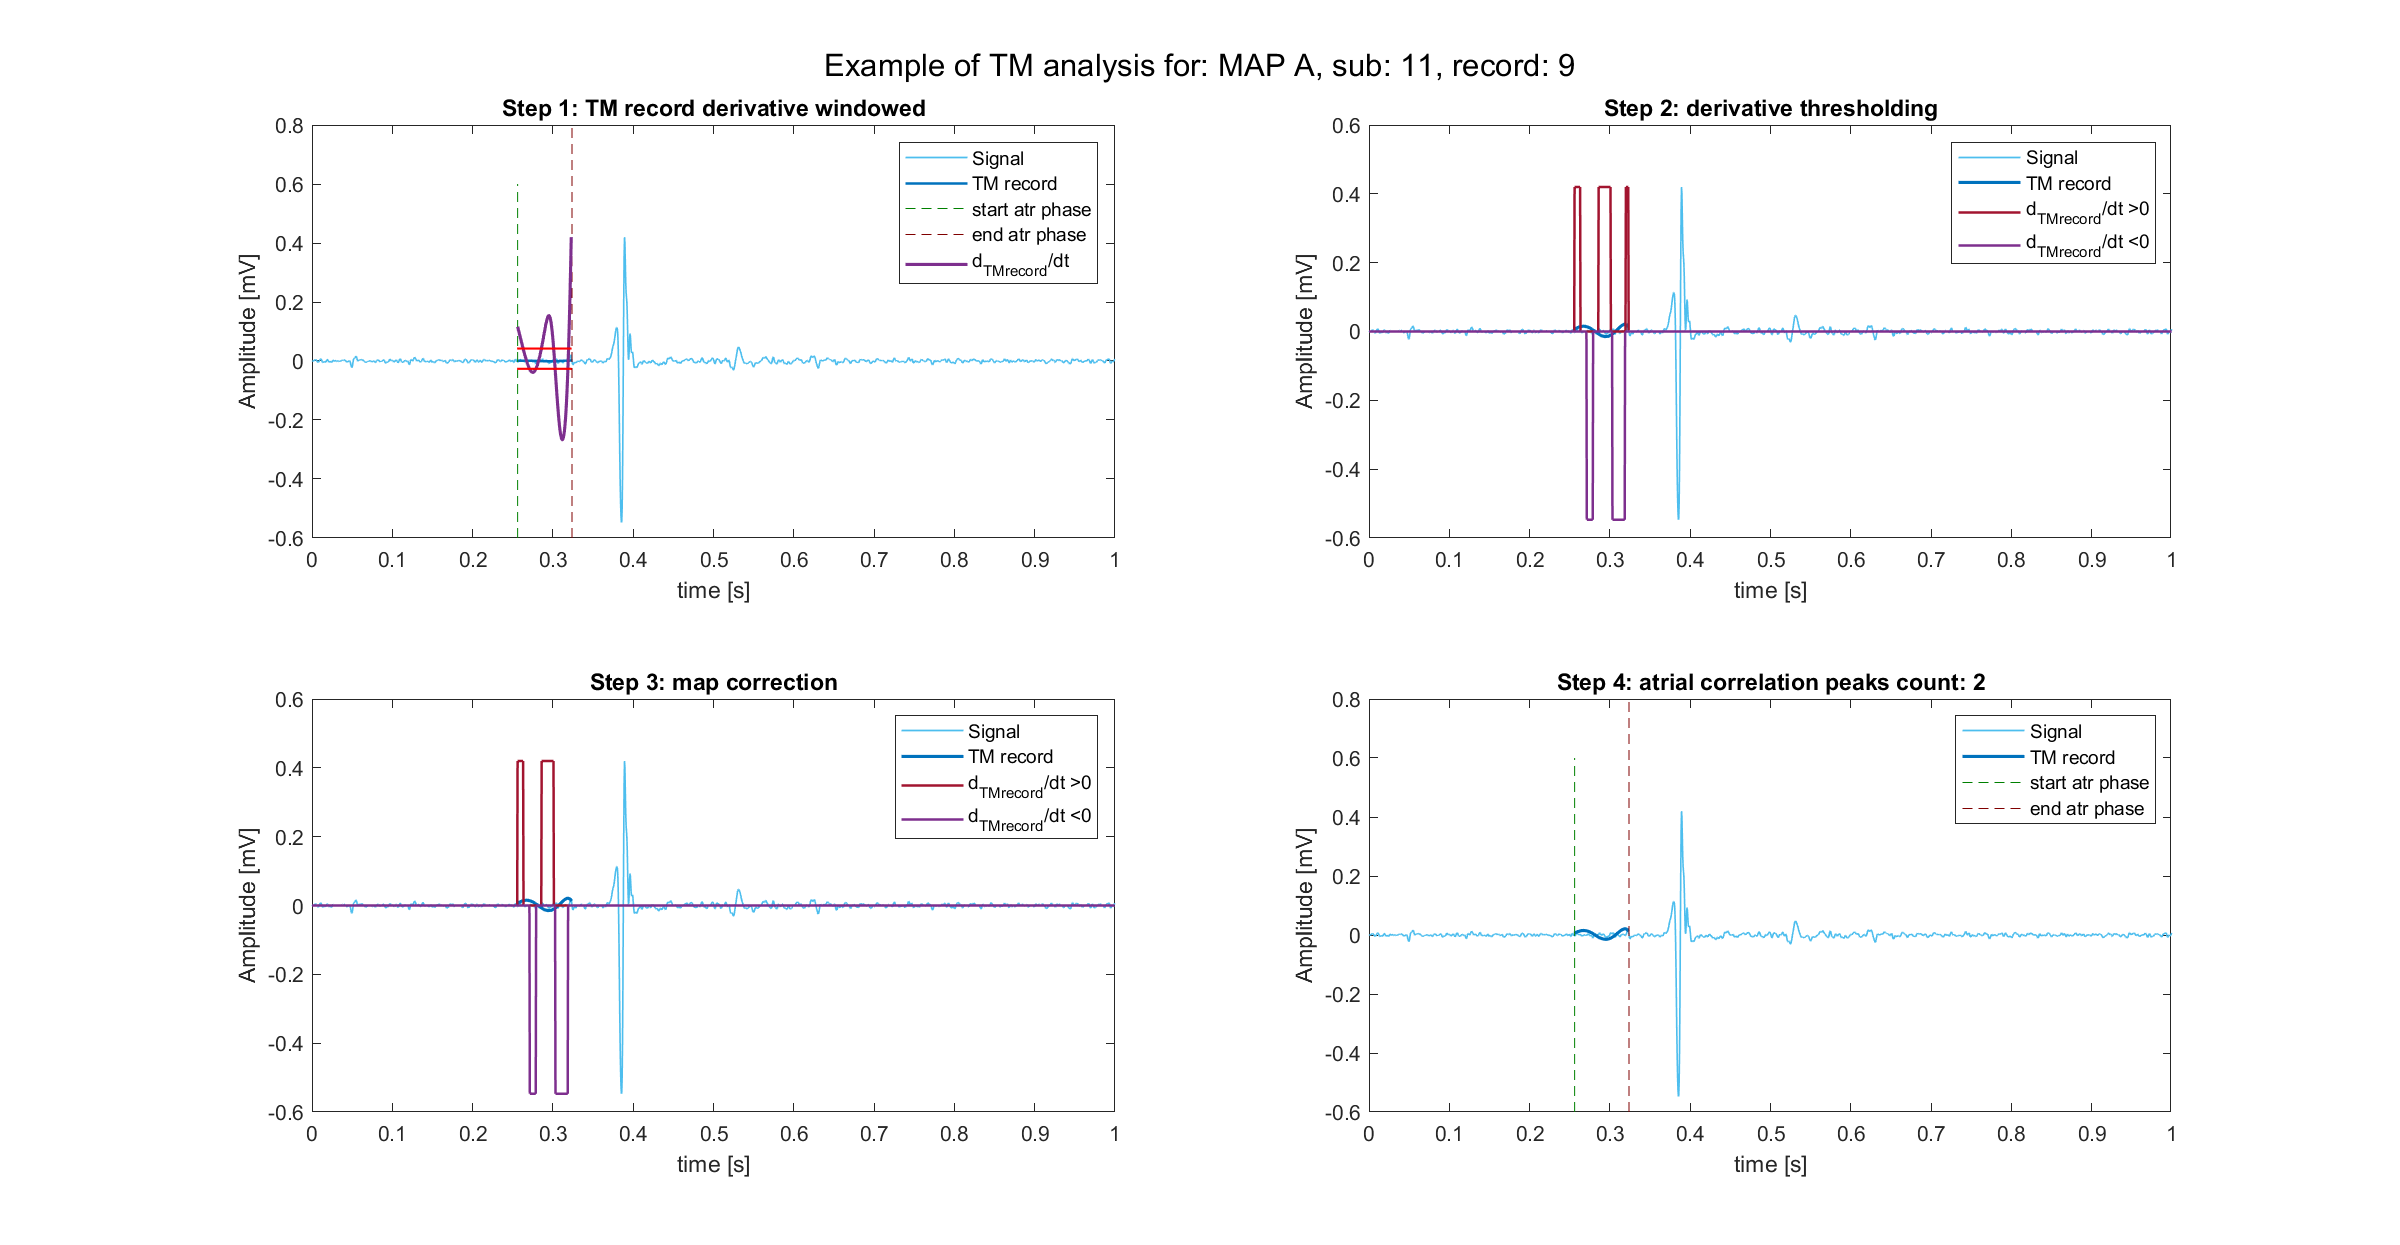 Example of TM analysis for: MAP A, sub: 11, record: 9
Step 1: TM record derivative windowed
0.8
0.6
0.4
0.2
0
-0.2
-0.4
-0.6
0 0.1 0.2 0.3 0.4 0.5 0.6 0.7 0.8 0.9 1
time [s]
Amplitude [mV]
Signal
TM record
start atr phase
end atr phase
dTMrecord/dt
Step 2: derivative thresholding
0.6
0.4
0.2
0
-0.2
-0.4
-0.6
0 0.1 0.2 0.3 0.4 0.5 0.6 0.7 0.8 0.9 1
time [s]
Amplitude [mV]
Signal
TM record
dTMrecord/dt >0
dTMrecord/dt <0
Step 3: map correction
0.6
0.4
0.2
0
-0.2
-0.4
-0.6
0 0.1 0.2 0.3 0.4 0.5 0.6 0.7 0.8 0.9 1
time [s]
Amplitude [mV]
Signal
TM record
dTMrecord/dt >0
dTMrecord/dt <0
Step 4: atrial correlation peaks count: 2
0.8
0.6
0.4
0.2
0
-0.2
-0.4
-0.6
0 0.1 0.2 0.3 0.4 0.5 0.6 0.7 0.8 0.9 1
time [s]
Amplitude [mV]
Signal
TM record
start atr phase
end atr phase